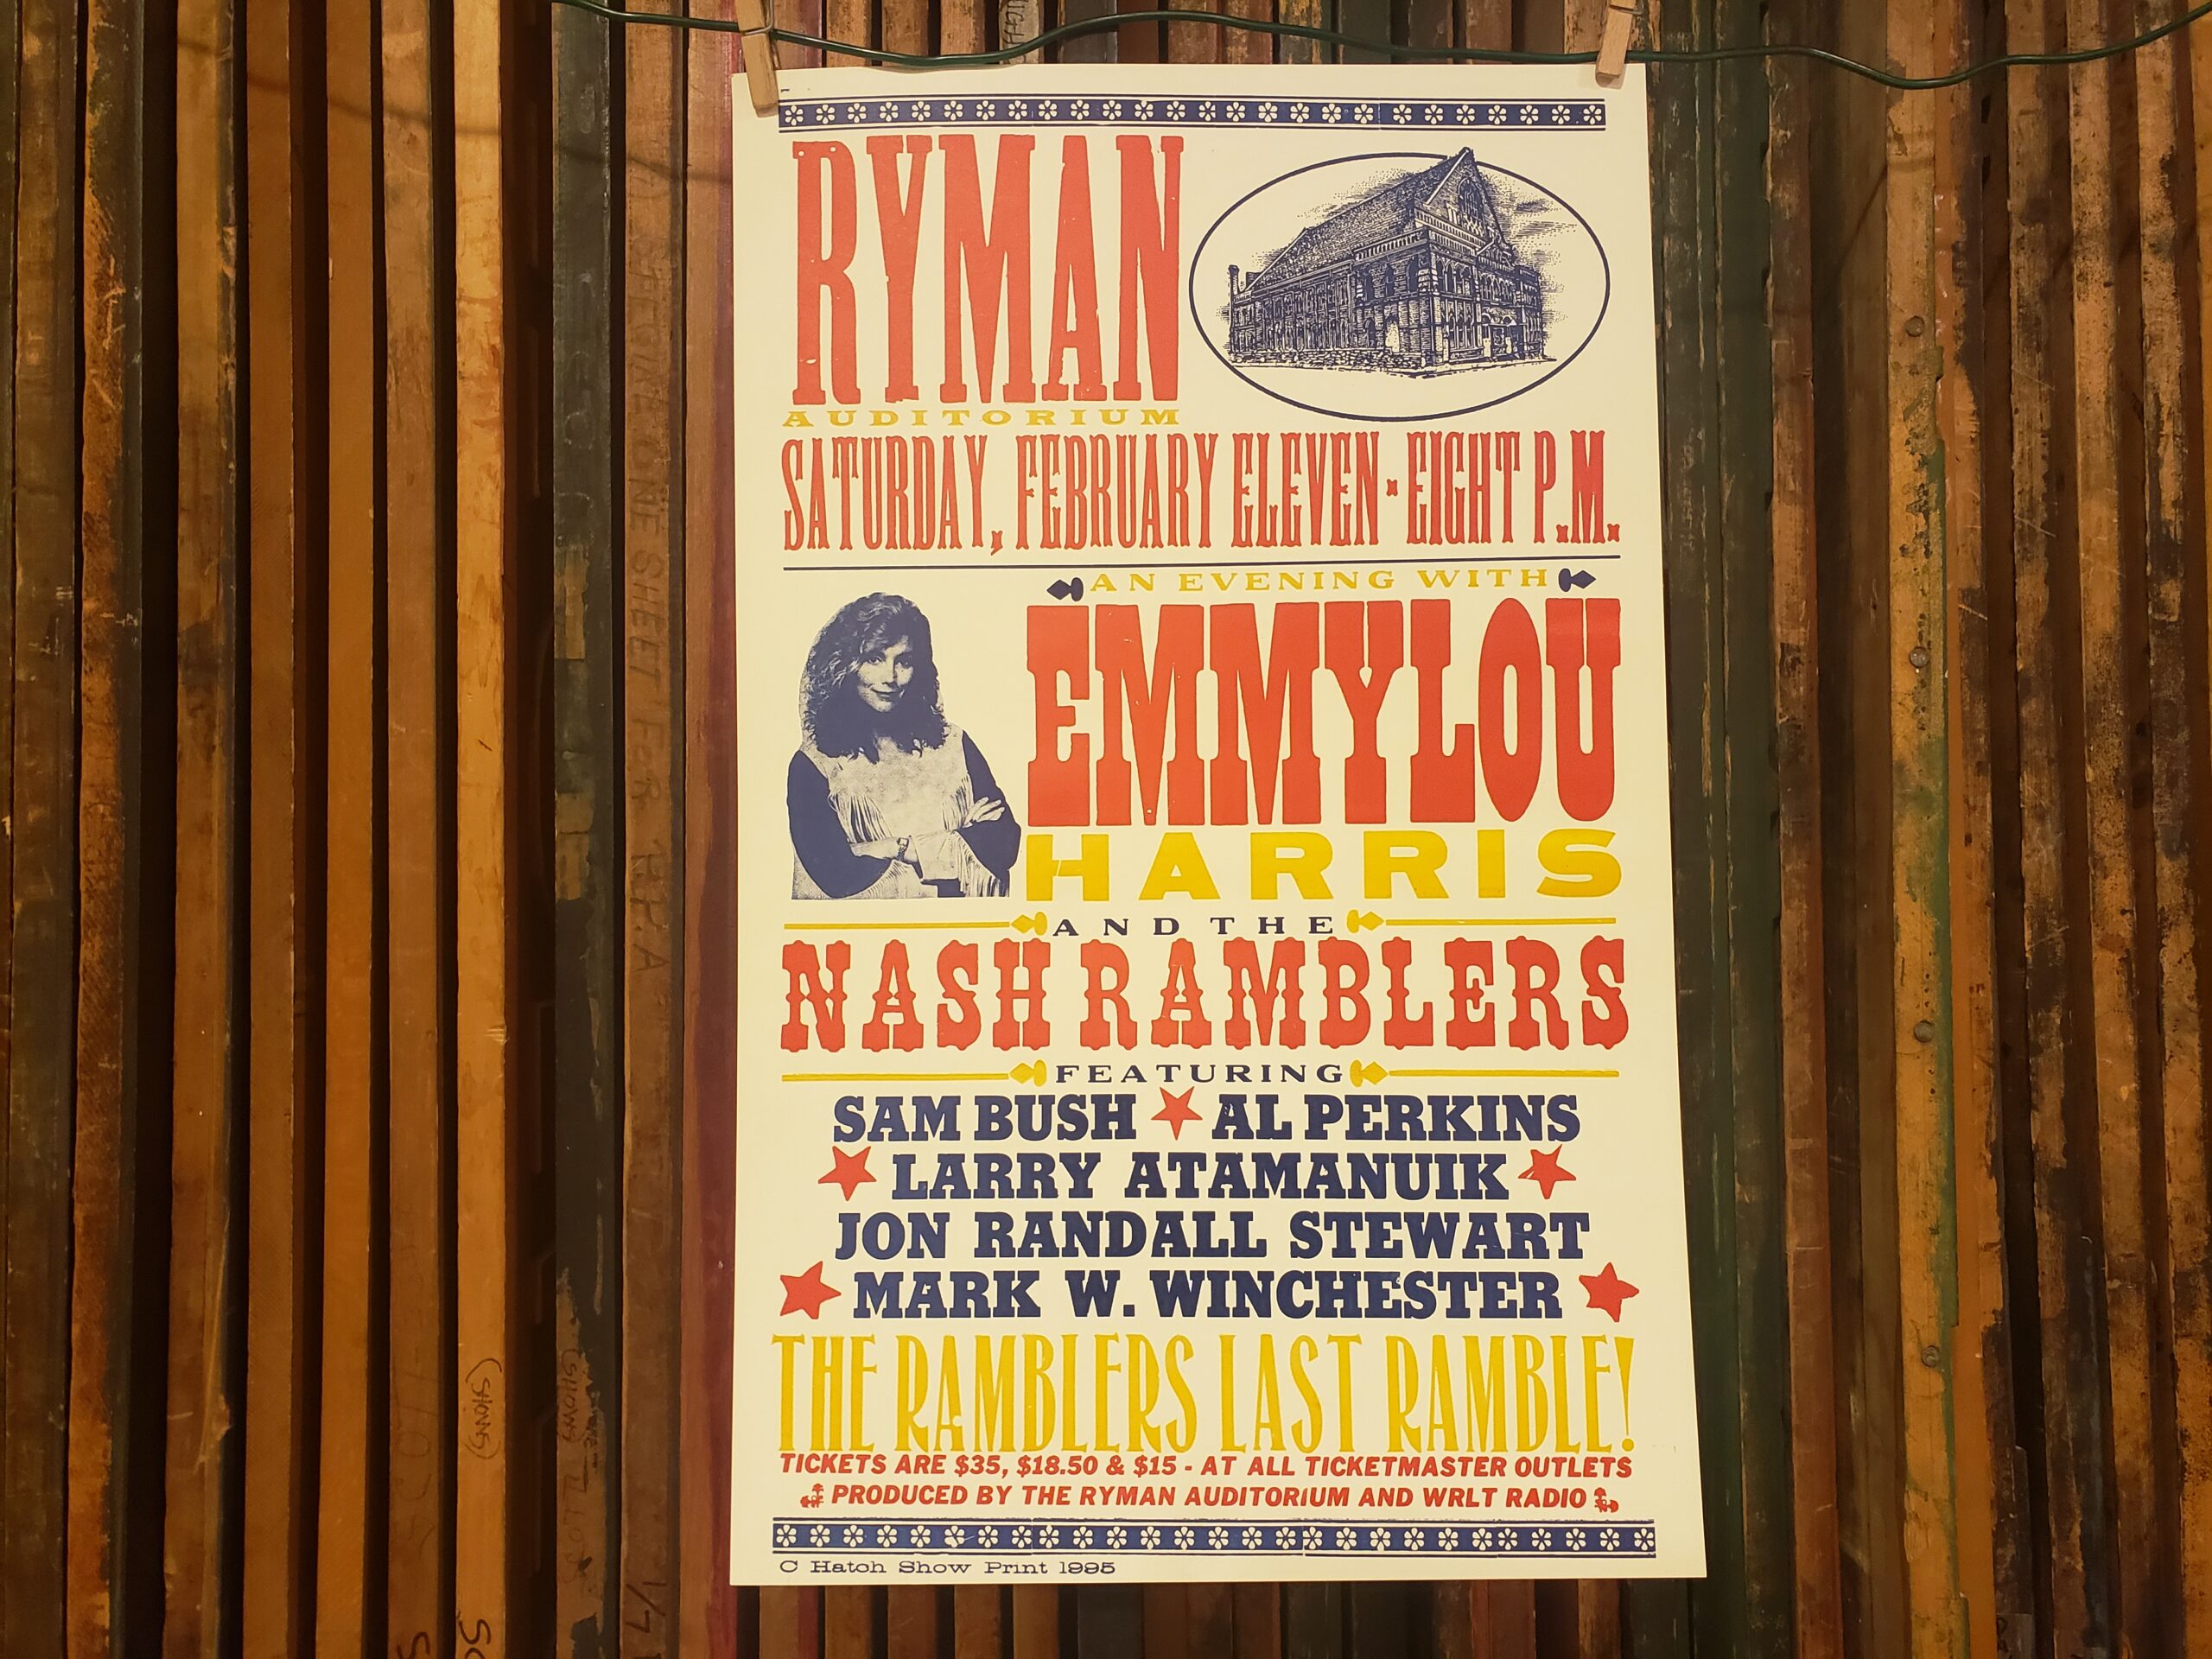 RYMAN
AUDITORIUM
SATURDAY, FEBRUARY ELEVEN - EIGHT P.M.
AN EVENING WITH
EMMYLOU
HARRIS
AND THE
NASH RAMBLERS
FEATURING
SAM BUSH ★ AL PERKINS
★ LARRY ATAMANUIK ★
JON RANDALL STEWART
★ MARK W. WINCHESTER ★
THE RAMBLERS LAST RAMBLE!
TICKETS ARE $35, $18.50 & $15 - AT ALL TICKETMASTER OUTLETS
PRODUCED BY THE RYMAN AUDITORIUM AND WRLT RADIO
C Hatch Show Print 1995
(SHOWS)